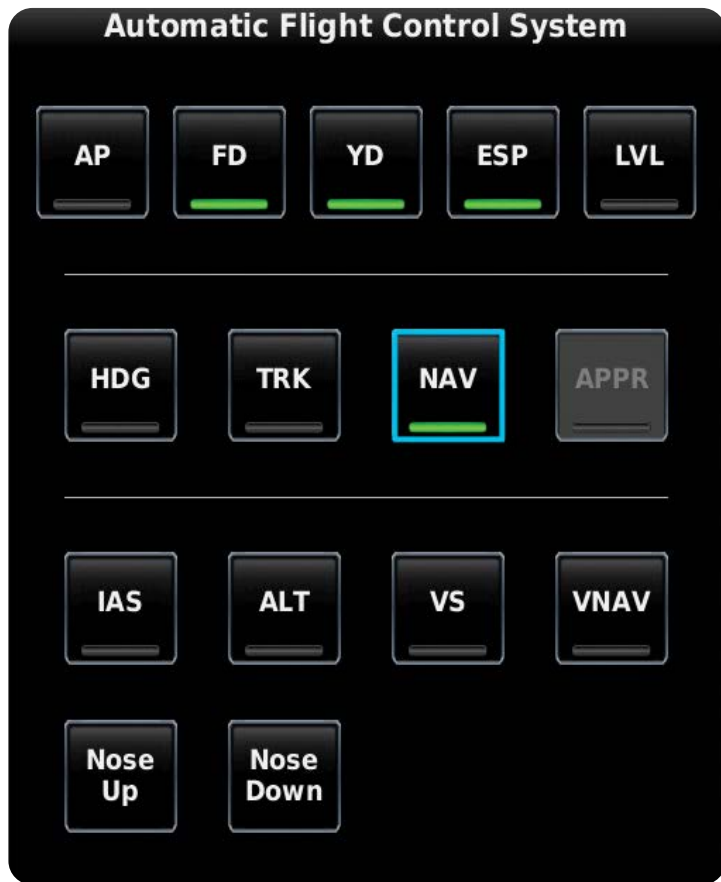 Automatic Flight Control System
AP FD YD ESP LVL
HDG TRK NAV APPR
IAS ALT VS VNAV
Nose Up
Nose Down